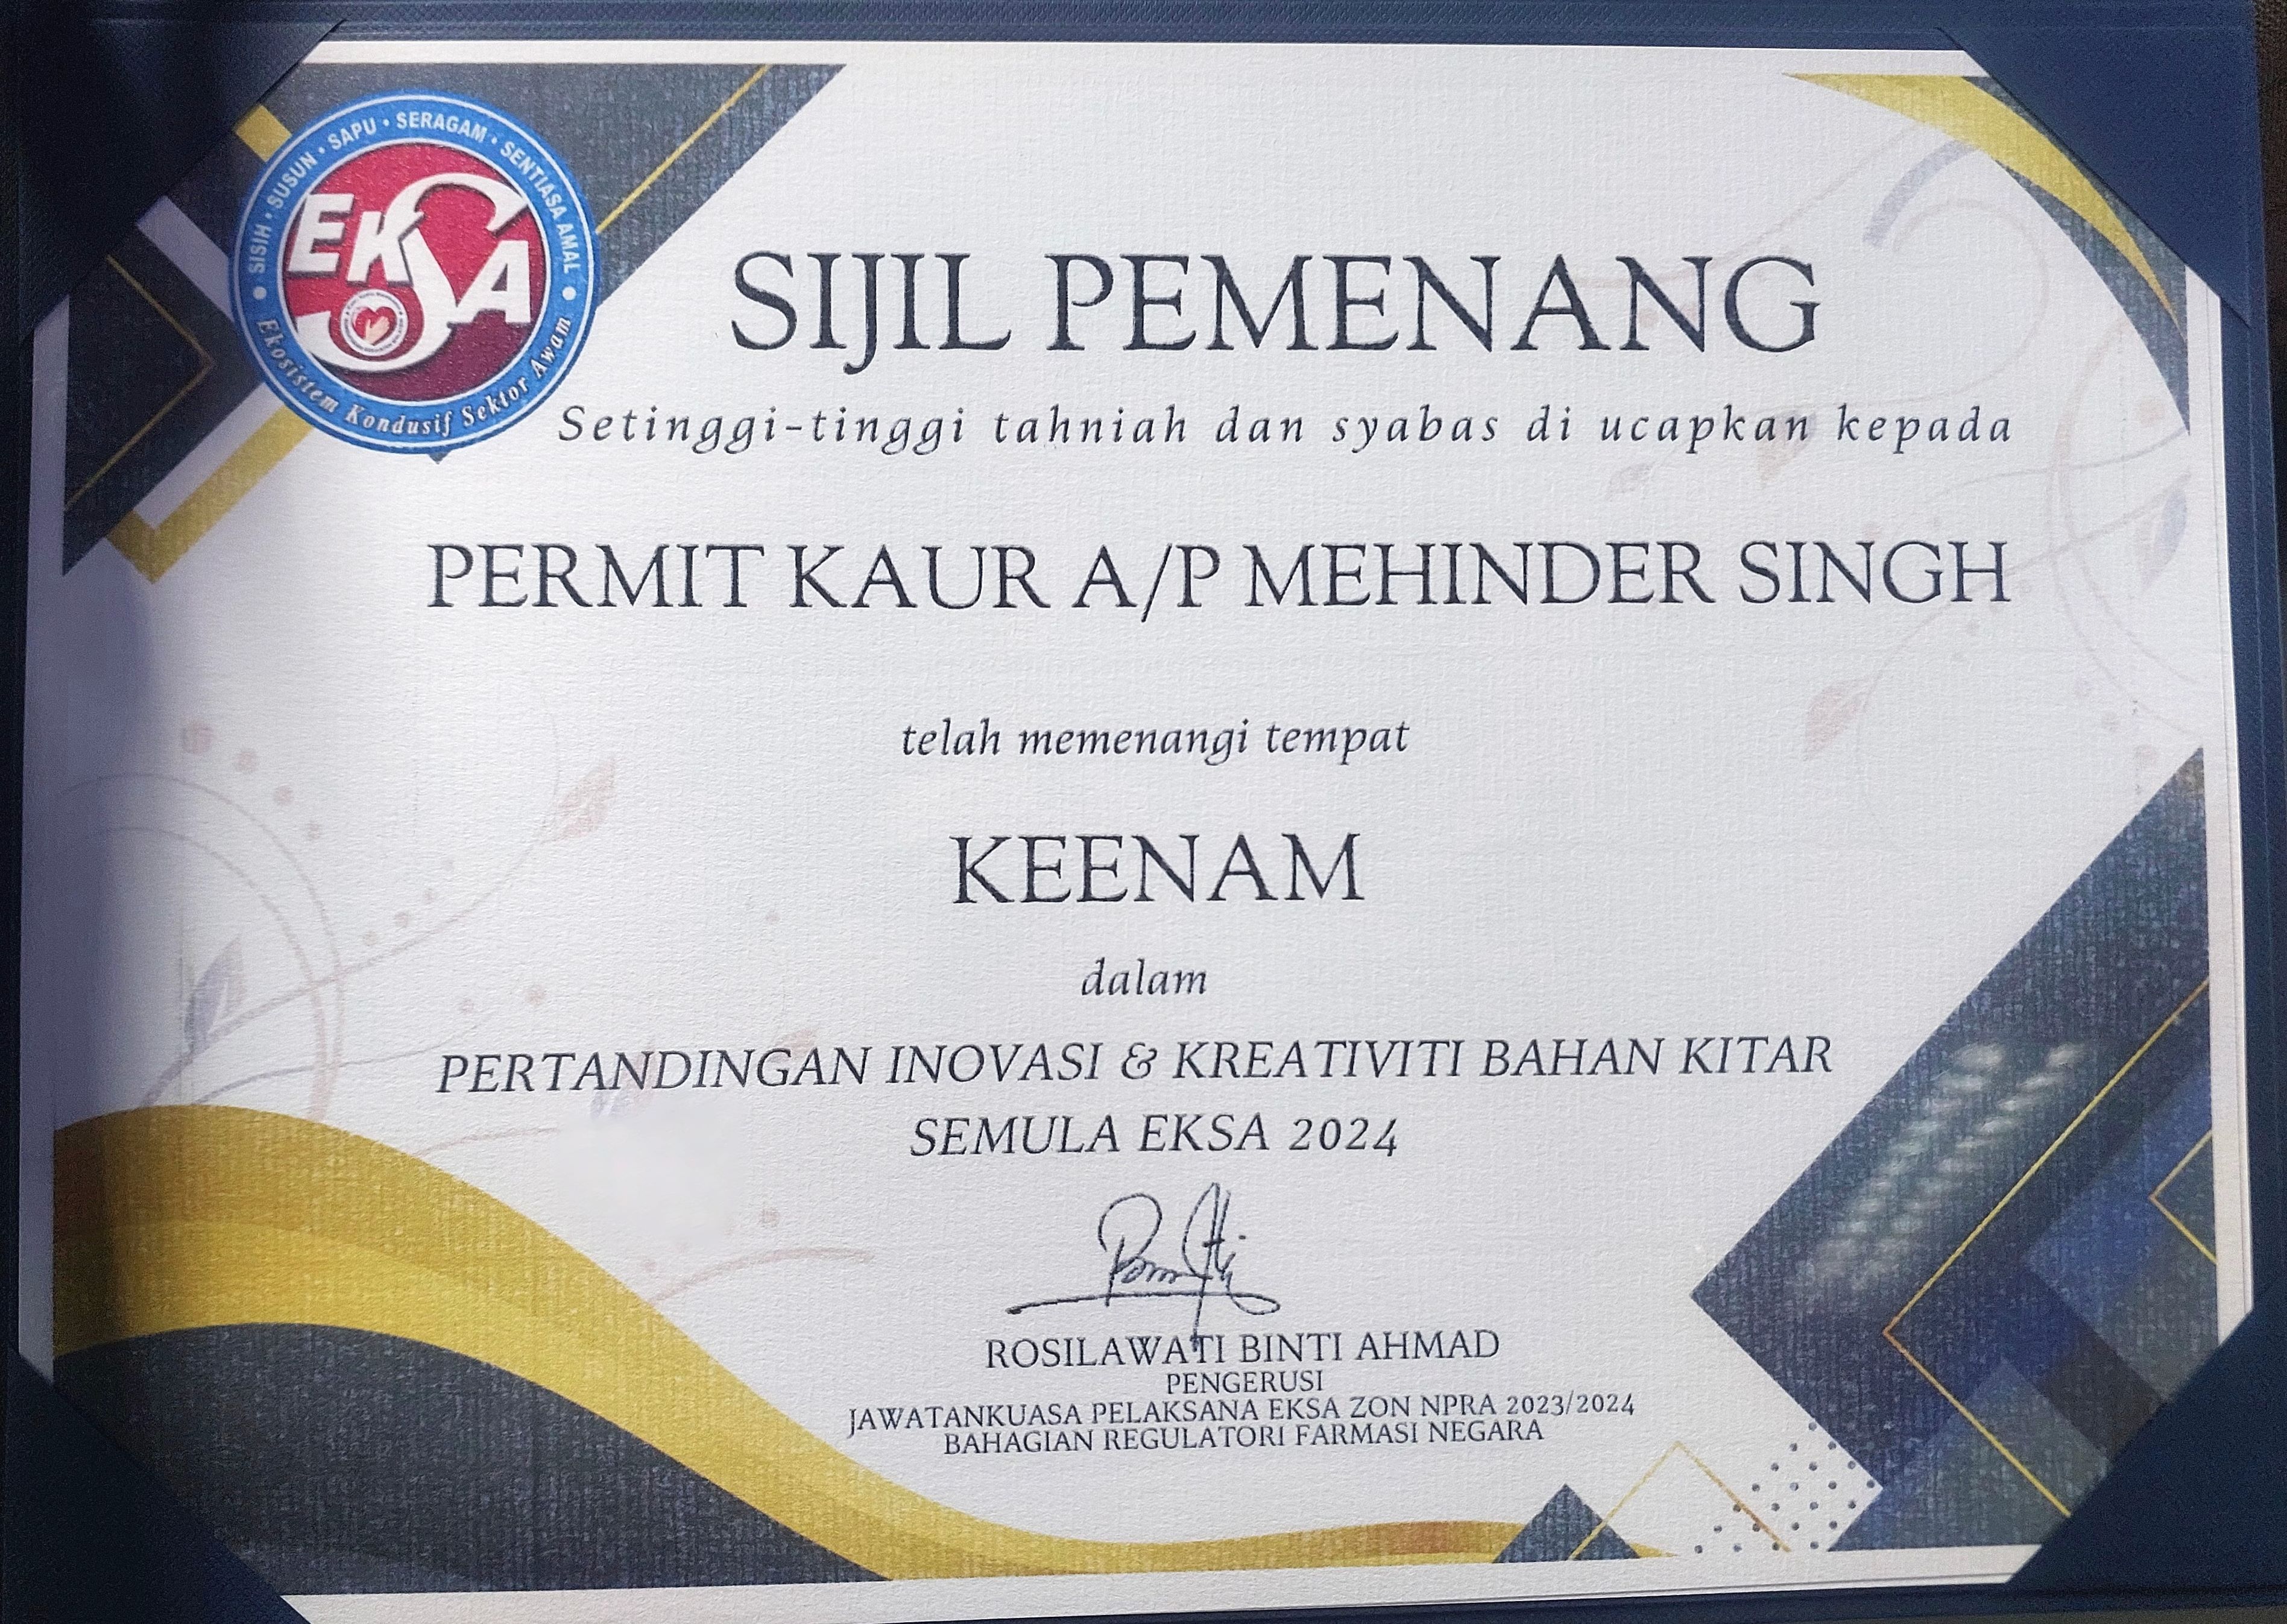 SISIH • SUSUN • SAPU • SERAGAM • SENTIASA AMAL
EKSA
Ekosistem Kondusif Sektor Awam
SIJIL PEMENANG
Setinggi-tinggi tahniah dan syabas di ucapkan kepada
PERMIT KAUR A/P MEHINDER SINGH
telah memenangi tempat
KEENAM
dalam
PERTANDINGAN INOVASI & KREATIVITI BAHAN KITAR
SEMULA EKSA 2024
ROSILAWATI BINTI AHMAD
PENGERUSI
JAWATANKUASA PELAKSANA EKSA ZON NPRA 2023/2024
BAHAGIAN REGULATORI FARMASI NEGARA